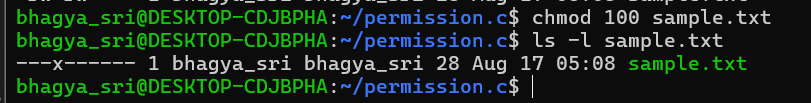 bhagya_sri@DESKTOP-CDJBPHA:~/permission.c$ chmod 100 sample.txt
bhagya_sri@DESKTOP-CDJBPHA:~/permission.c$ ls -l sample.txt
---x------ 1 bhagya_sri bhagya_sri 28 Aug 17 05:08 sample.txt
bhagya_sri@DESKTOP-CDJBPHA:~/permission.c$